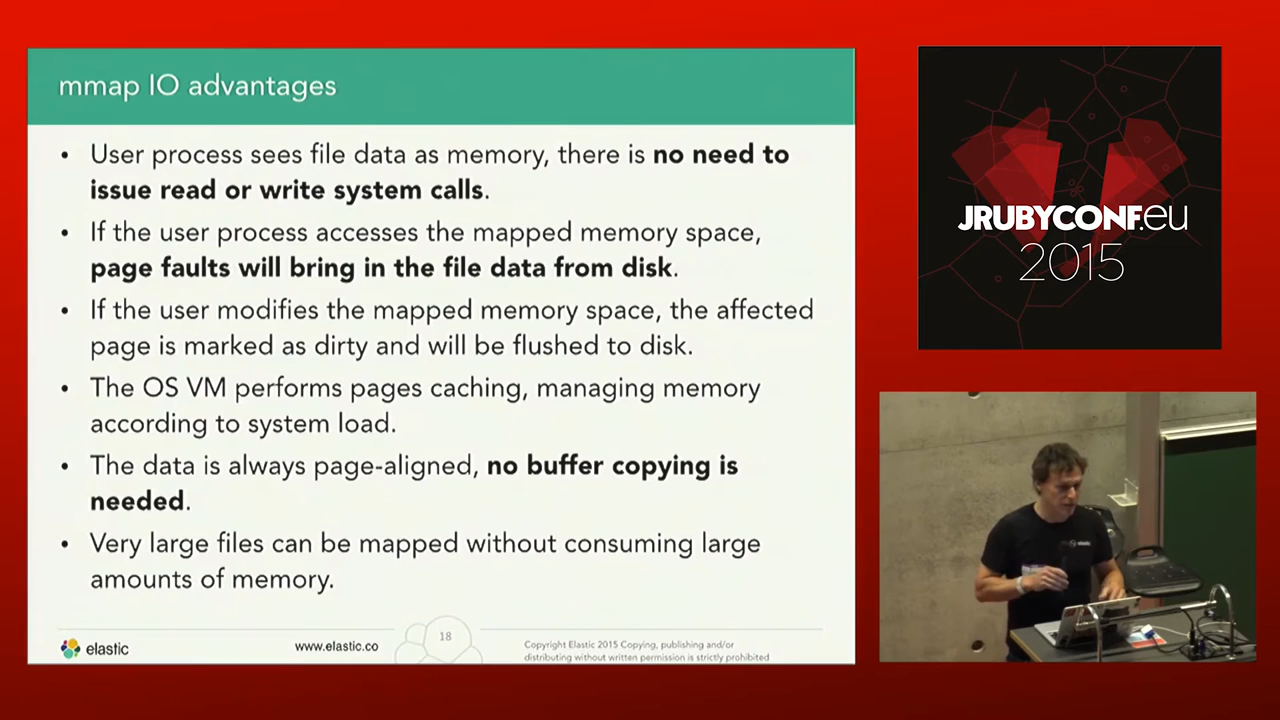 mmap IO advantages
• User process sees file data as memory, there is no need to
issue read or write system calls.
• If the user process accesses the mapped memory space,
page faults will bring in the file data from disk.
• If the user modifies the mapped memory space, the affected
page is marked as dirty and will be flushed to disk.
• The OS VM performs pages caching, managing memory
according to system load.
• The data is always page-aligned, no buffer copying is
needed.
• Very large files can be mapped without consuming large
amounts of memory.
elastic
www.elastic.co
18
Copyright Elastic 2015 Copying, publishing and/or
distributing without written permission is strictly prohibited
JRUBYCONF.eu
2015
elastic